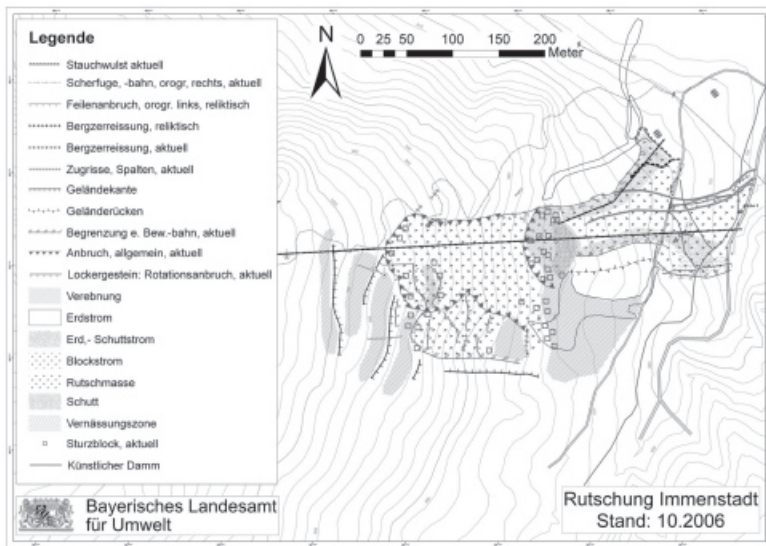 Legende
Stauchwulst aktuell
Scherfuge, -bahn, orogr, rechts, aktuell
Feilenanbruch, orogr. links, reliktisch
Bergzerreissung, reliktisch
Bergzerreissung, aktuell
Zugrisse, Spalten, aktuell
Geländekante
Geländerücken
Begrenzung e. Bew.-bahn, aktuell
Anbruch, allgemein, aktuell
Lockergestein: Rotationsanbruch, aktuell
Verebnung
Erdstrom
Erd,- Schuttstrom
Blockstrom
Rutschmasse
Schutt
Vernässungszone
Sturzblock, aktuell
Künstlicher Damm
N
0 25 50 100 150 200
Meter
Bayerisches Landesamt
für Umwelt
Rutschung Immenstadt
Stand: 10.2006